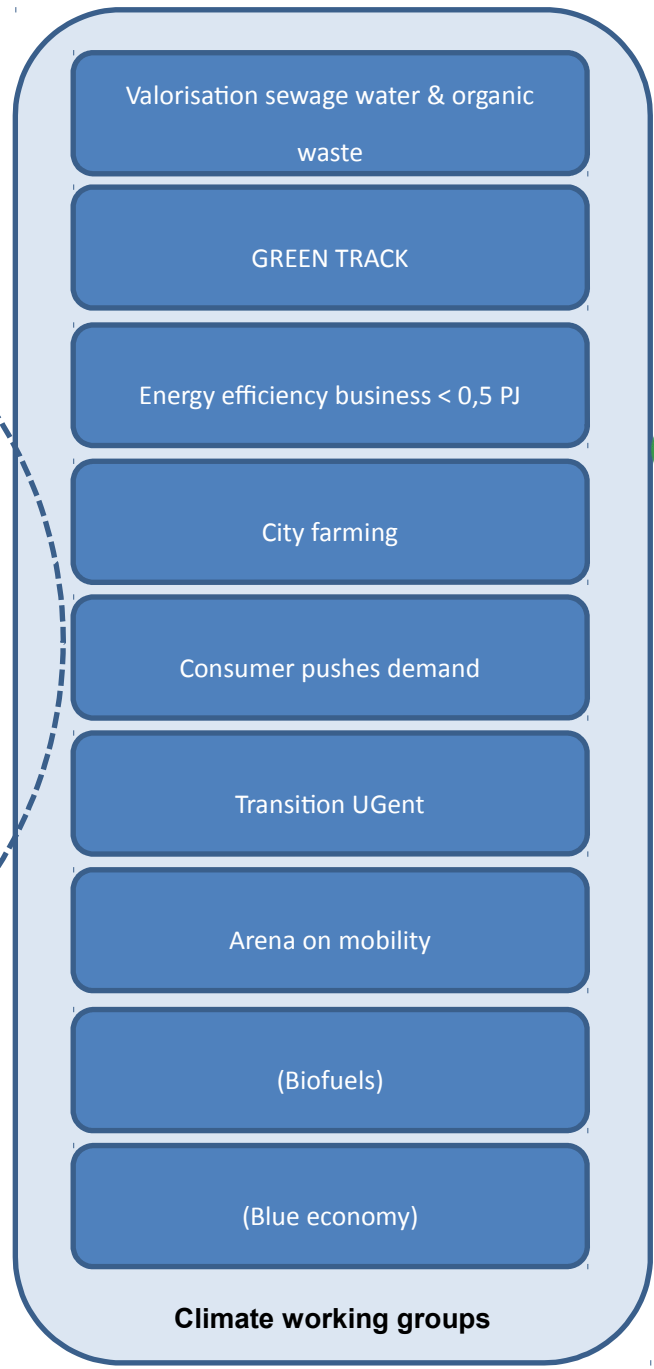 Valorisation sewage water & organic
waste
GREEN TRACK
Energy efficiency business < 0,5 PJ
City farming
Consumer pushes demand
Transition UGent
Arena on mobility
(Biofuels)
(Blue economy)
Climate working groups